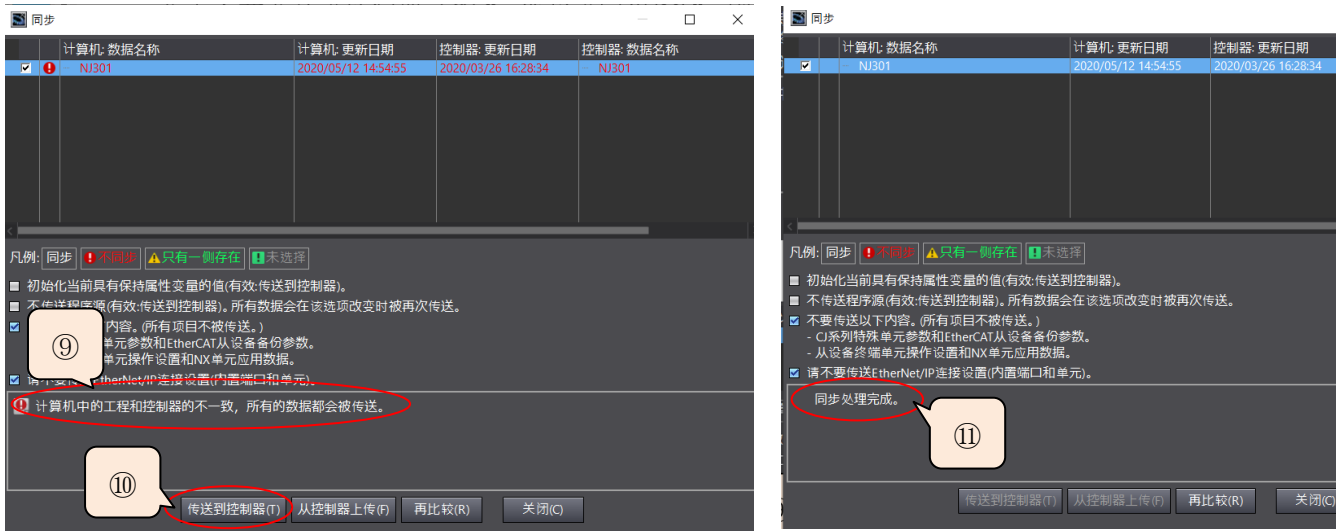 同步
计算机: 数据名称 计算机: 更新日期 控制器: 更新日期 控制器: 数据名称
NJ301 2020/05/12 14:54:55 2020/03/26 16:28:34 NJ301
凡例: 同步 不同步 只有一侧存在 未选择
初始化当前具有保持属性变量的值(有效:传送到控制器)。
不传送程序源(有效:传送到控制器)。所有数据会在该选项改变时被再次传送。
内容。(所有项目不被传送。)
单元参数和EtherCAT从设备备份参数。
单元操作设置和NX单元应用数据。
请不要传送EtherNet/IP连接设置(内置端口和单元)。
⑨
计算机中的工程和控制器的不一致，所有的数据都会被传送。
⑩
传送到控制器(T) 从控制器上传(F) 再比较(R) 关闭(C)
同步
计算机: 数据名称 计算机: 更新日期 控制器: 更新日期
NJ301 2020/05/12 14:54:55 2020/03/26 16:28:34
凡例: 同步 不同步 只有一侧存在 未选择
初始化当前具有保持属性变量的值(有效:传送到控制器)。
不传送程序源(有效:传送到控制器)。所有数据会在该选项改变时被再次传送。
不要传送以下内容。(所有项目不被传送。)
- CJ系列特殊单元参数和EtherCAT从设备备份参数。
- 从设备终端单元操作设置和NX单元应用数据。
请不要传送EtherNet/IP连接设置(内置端口和单元)。
同步处理完成。
⑪
传送到控制器(T) 从控制器上传(F) 再比较(R) 关闭(C)